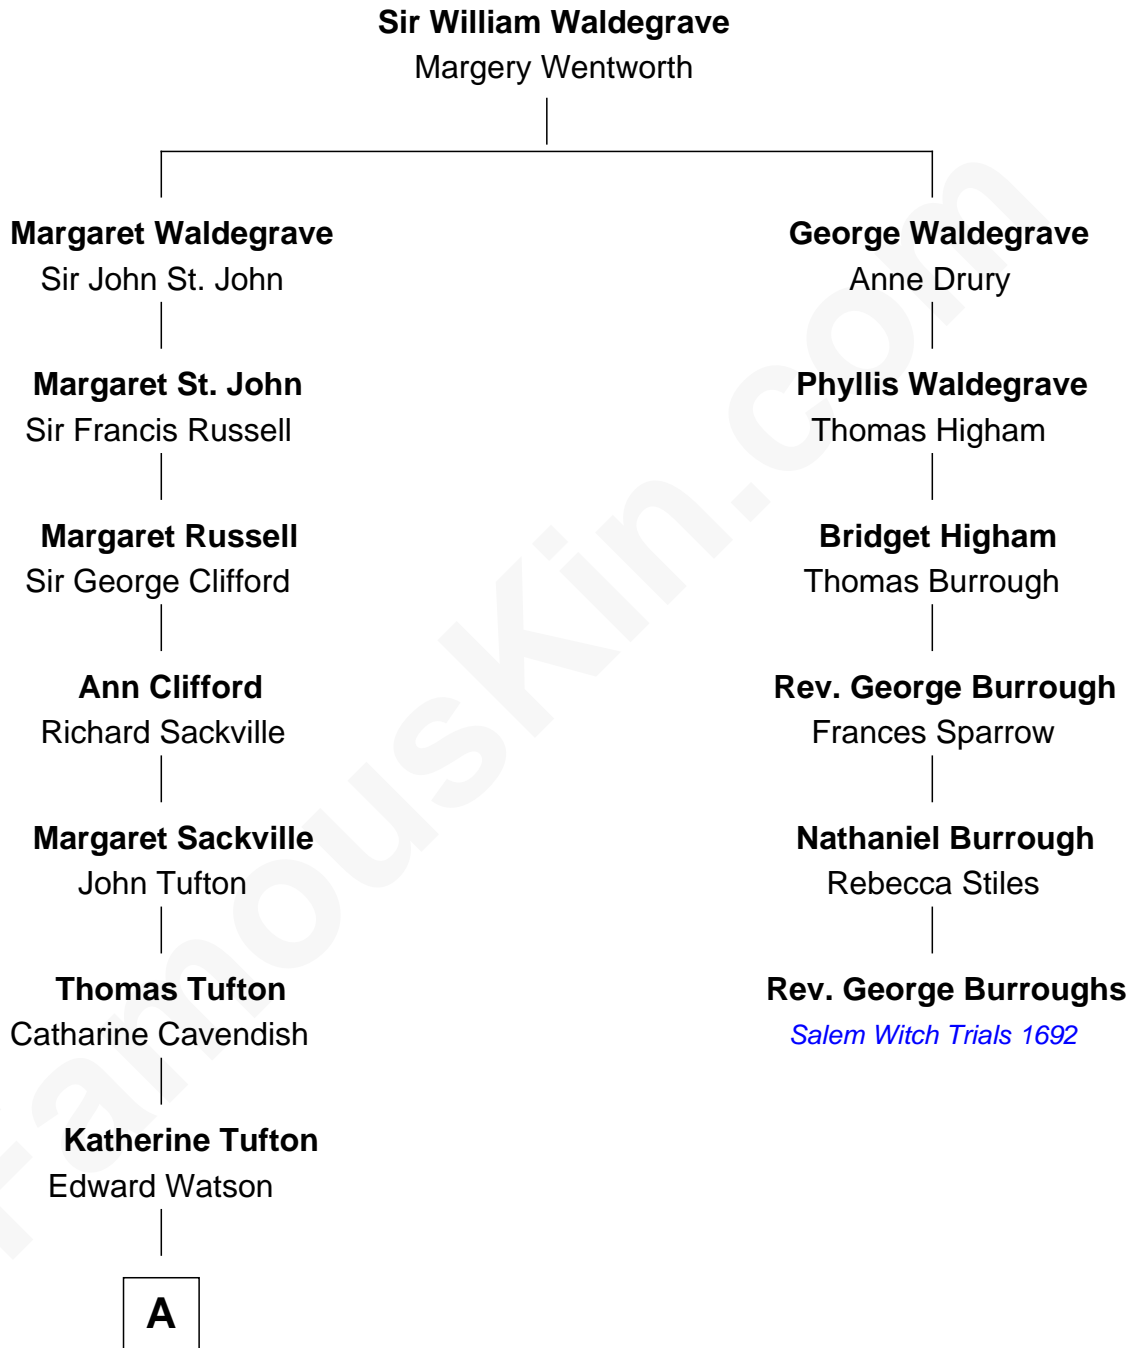 Sir William Waldegrave
Margery Wentworth
Margaret Waldegrave
Sir John St. John
George Waldegrave
Anne Drury
Margaret St. John
Sir Francis Russell
Phyllis Waldegrave
Thomas Higham
Margaret Russell
Sir George Clifford
Bridget Higham
Thomas Burrough
Ann Clifford
Richard Sackville
Rev. George Burrough
Frances Sparrow
Margaret Sackville
John Tufton
Nathaniel Burrough
Rebecca Stiles
Thomas Tufton
Catharine Cavendish
Rev. George Burroughs
Salem Witch Trials 1692
Katherine Tufton
Edward Watson
A
FamousKin.com